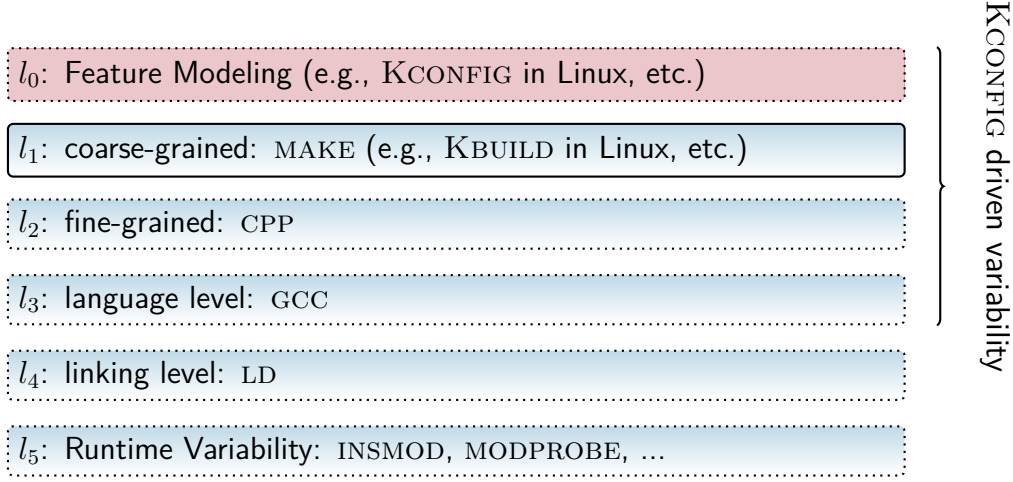 l0: Feature Modeling (e.g., KCONFIG in Linux, etc.)
l1: coarse-grained: MAKE (e.g., KBUILD in Linux, etc.)
l2: fine-grained: CPP
l3: language level: GCC
l4: linking level: LD
l5: Runtime Variability: INSMOD, MODPROBE, ...
KCONFIG driven variability